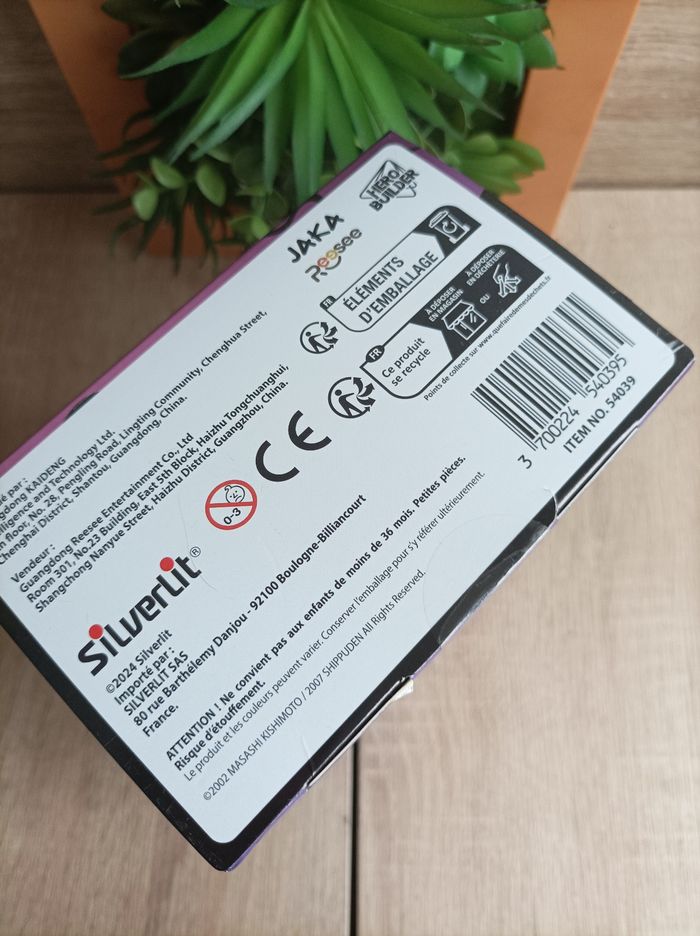 HERO
BUILDER
JAKA
Reesee
FR
ÉLÉMENTS
D'EMBALLAGE
FR
Ce produit
se recycle
À DÉPOSER
EN MAGASIN
OU
À DÉPOSER
EN DÉCHÈTERIE
Points de collecte sur www.quefairedemesdechets.fr
3 700224 540395
ITEM NO. 54039
par :
KAIDENG
and Technology Ltd.
floor, No.28, Pengling Road, Lingting Community, Chenghua Street,
Chenghai District, Shantou, Guangdong, China.
Vendeur :
Guangdong Reesee Entertainment Co., Ltd
Room 301, No.23 Building, East 5th Block, Haizhu Tongchuanghui,
Shangchong Nanyue Street, Haizhu District, Guangzhou, China.
0-3
CE
Silverlit®
©2024 Silverlit
Importé par :
SILVERLIT SAS
80 rue Barthélemy Danjou - 92100 Boulogne-Billiancourt
France.
ATTENTION ! Ne convient pas aux enfants de moins de 36 mois. Petites pièces.
Risque d'étouffement.
Le produit et les couleurs peuvent varier. Conserver l'emballage pour s'y référer ultérieurement.
©2002 MASASHI KISHIMOTO / 2007 SHIPPUDEN All Rights Reserved.